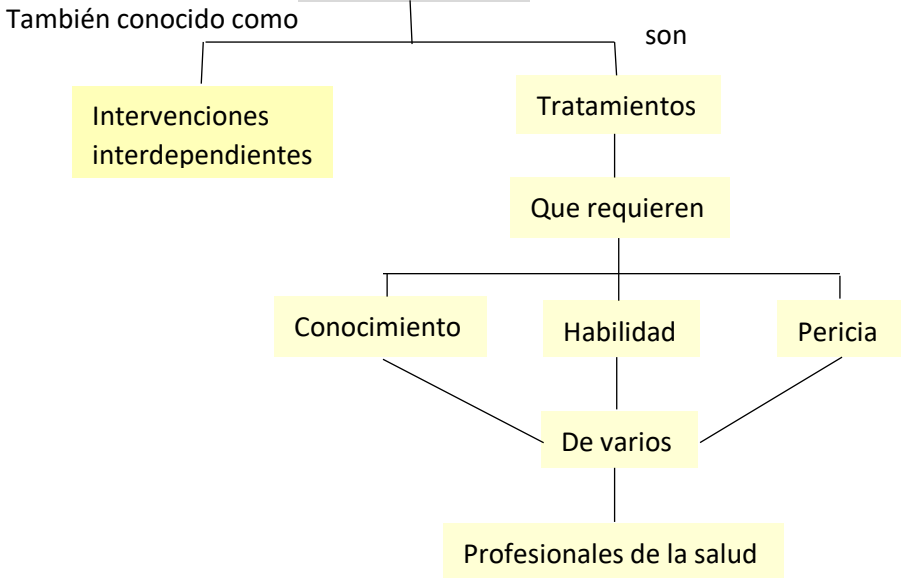 También conocido como
son
Intervenciones
interdependientes
Tratamientos
Que requieren
Conocimiento
Habilidad
Pericia
De varios
Profesionales de la salud